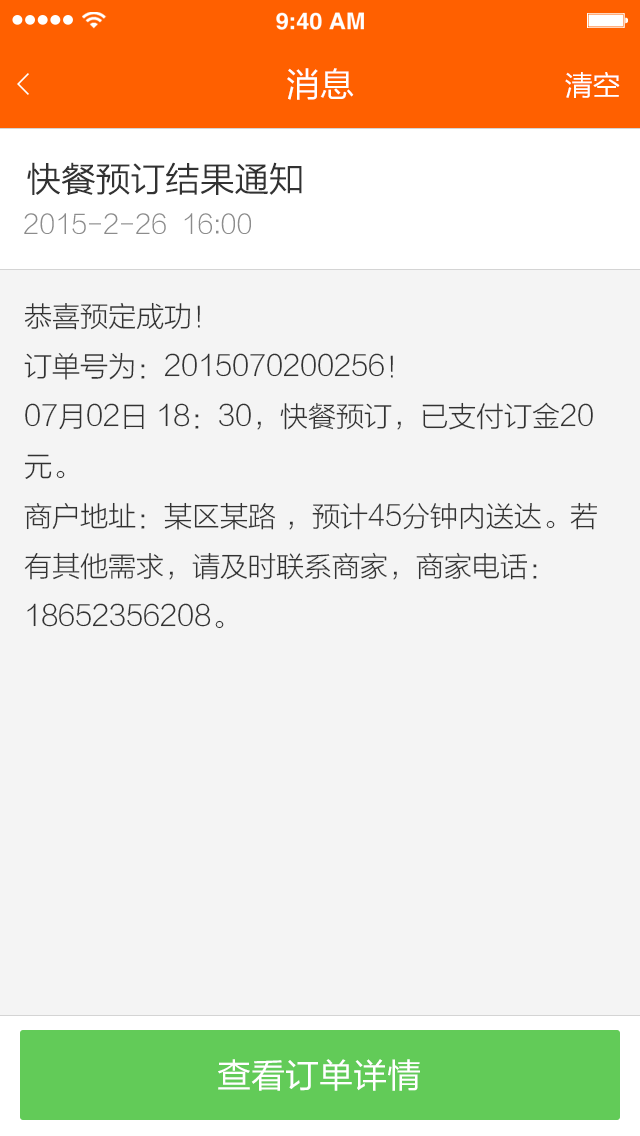 9:40 AM
消息
清空
快餐预订结果通知
2015-2-26 16:00
恭喜预定成功！
订单号为：2015070200256！
07月02日 18：30，快餐预订，已支付订金20
元。
商户地址：某区某路 ，预计45分钟内送达。若
有其他需求，请及时联系商家，商家电话：
18652356208。
查看订单详情